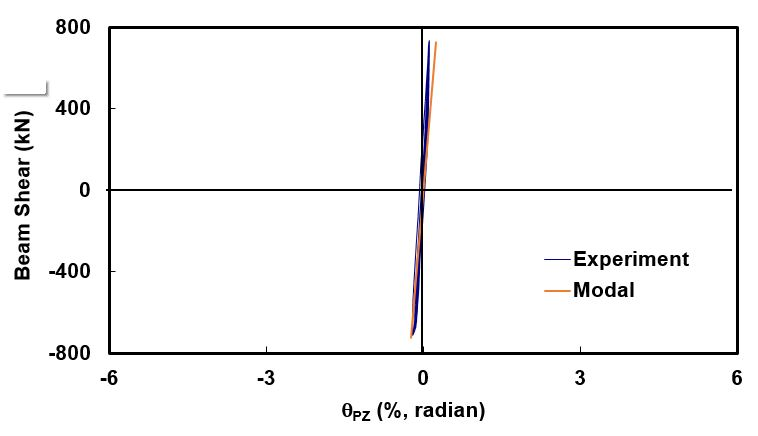 800
400
0
-400
-800
Beam Shear (kN)
Experiment
Modal
-6 -3 0 3 6
θPZ (%, radian)